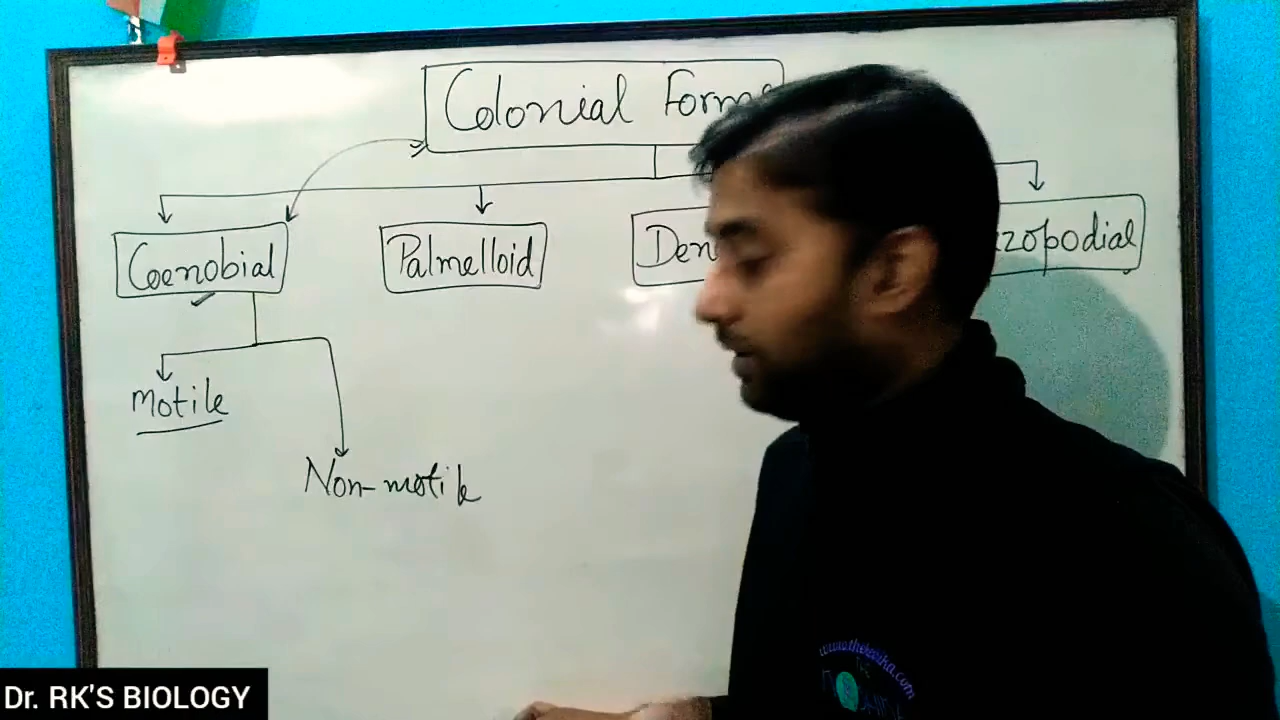 Colonial Form
Coenobial
Palmelloid
Den
zopodial
Motile
Non-motile
Dr. RK'S BIOLOGY